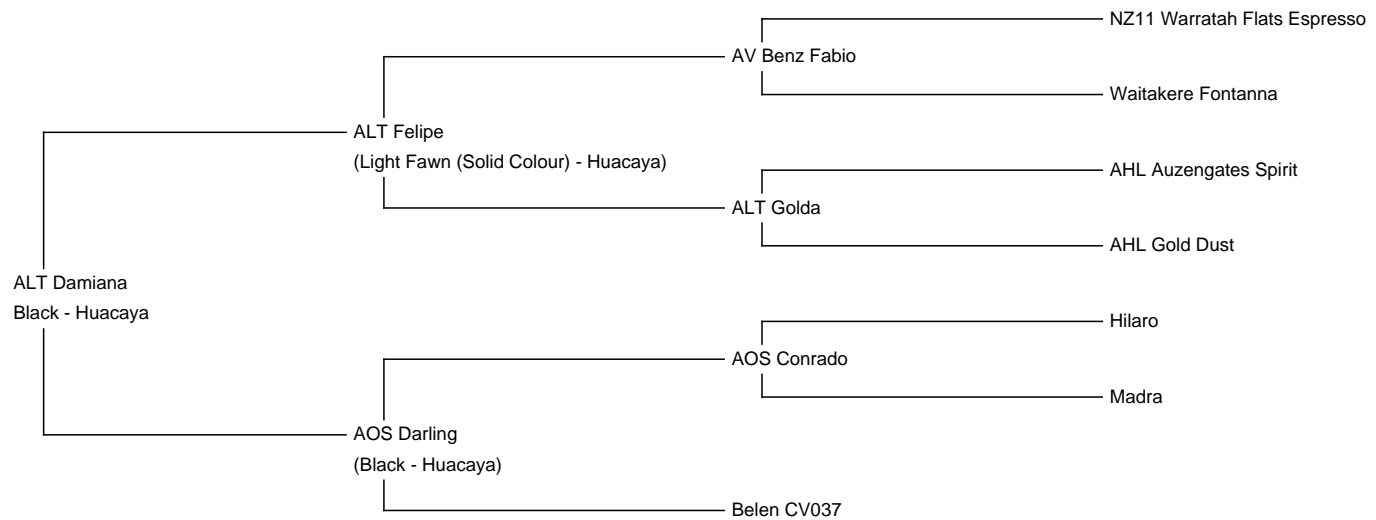 NZ11 Warratah Flats Espresso
AV Benz Fabio
Waitakere Fontanna
ALT Felipe
(Light Fawn (Solid Colour) - Huacaya)
AHL Auzengates Spirit
ALT Golda
AHL Gold Dust
ALT Damiana
Black - Huacaya
Hilaro
AOS Conrado
Madra
AOS Darling
(Black - Huacaya)
Belen CV037